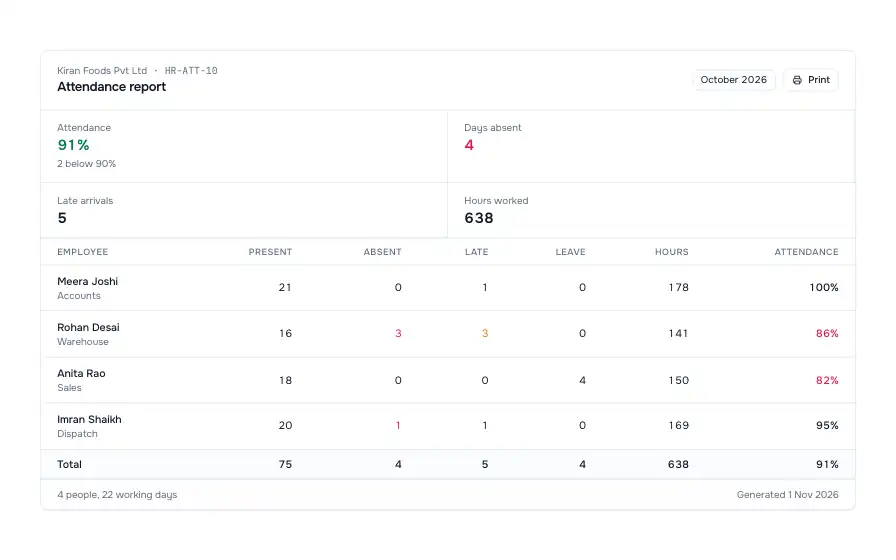 Kiran Foods Pvt Ltd · HR-ATT-10
Attendance report
October 2026
Print
Attendance
91%
2 below 90%
Days absent
4
Late arrivals
5
Hours worked
638
EMPLOYEE PRESENT ABSENT LATE LEAVE HOURS ATTENDANCE
Meera Joshi
Accounts
21 0 1 0 178 100%
Rohan Desai
Warehouse
16 3 3 0 141 86%
Anita Rao
Sales
18 0 0 4 150 82%
Imran Shaikh
Dispatch
20 1 1 0 169 95%
Total 75 4 5 4 638 91%
4 people, 22 working days
Generated 1 Nov 2026